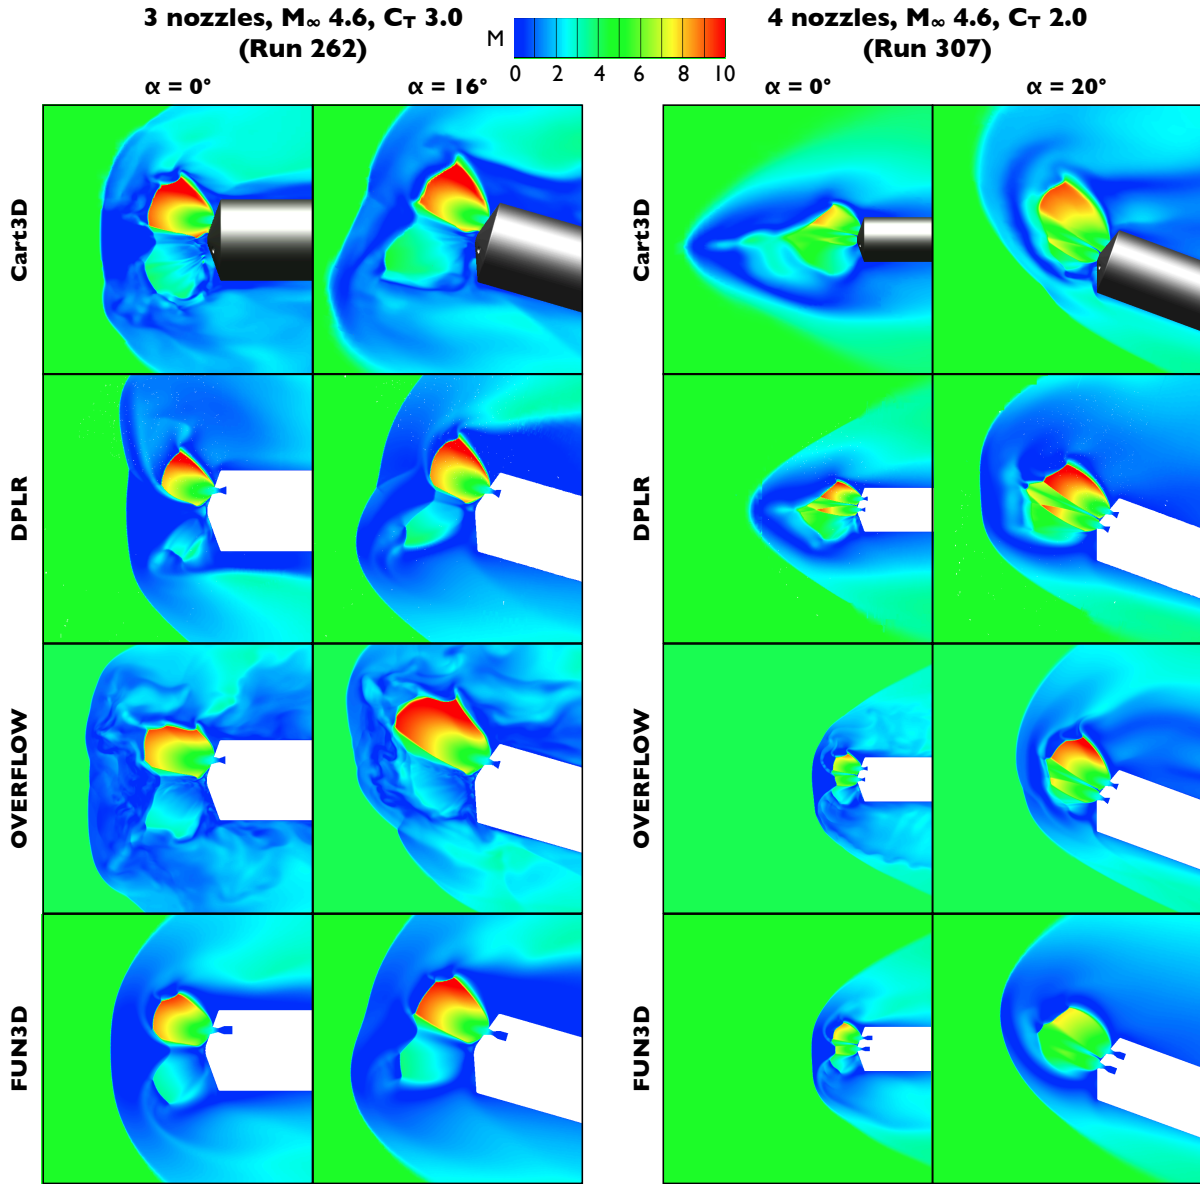 3 nozzles, M∞ 4.6, CT 3.0
(Run 262)
M
0 2 4 6 8 10
4 nozzles, M∞ 4.6, CT 2.0
(Run 307)
α = 0°
α = 16°
α = 0°
α = 20°
Cart3D
Cart3D
DPLR
DPLR
OVERFLOW
OVERFLOW
FUN3D
FUN3D